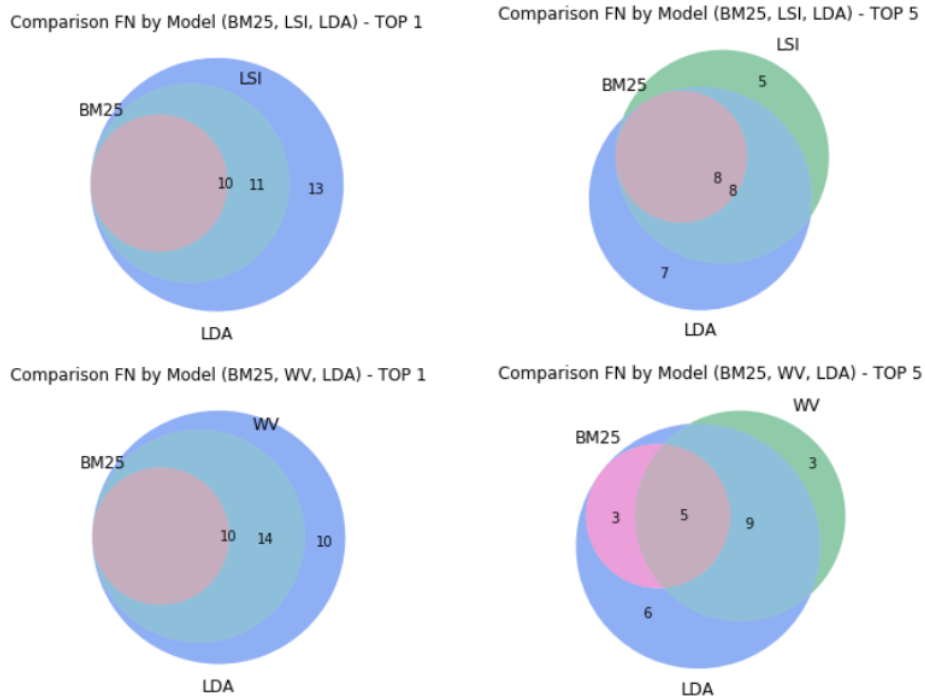 Comparison FN by Model (BM25, LSI, LDA) - TOP 1
LSI
BM25
10
11
13
LDA
Comparison FN by Model (BM25, LSI, LDA) - TOP 5
LSI
5
BM25
8
8
7
LDA
Comparison FN by Model (BM25, WV, LDA) - TOP 1
WV
BM25
10
14
10
LDA
Comparison FN by Model (BM25, WV, LDA) - TOP 5
WV
BM25
3
3
5
9
6
LDA